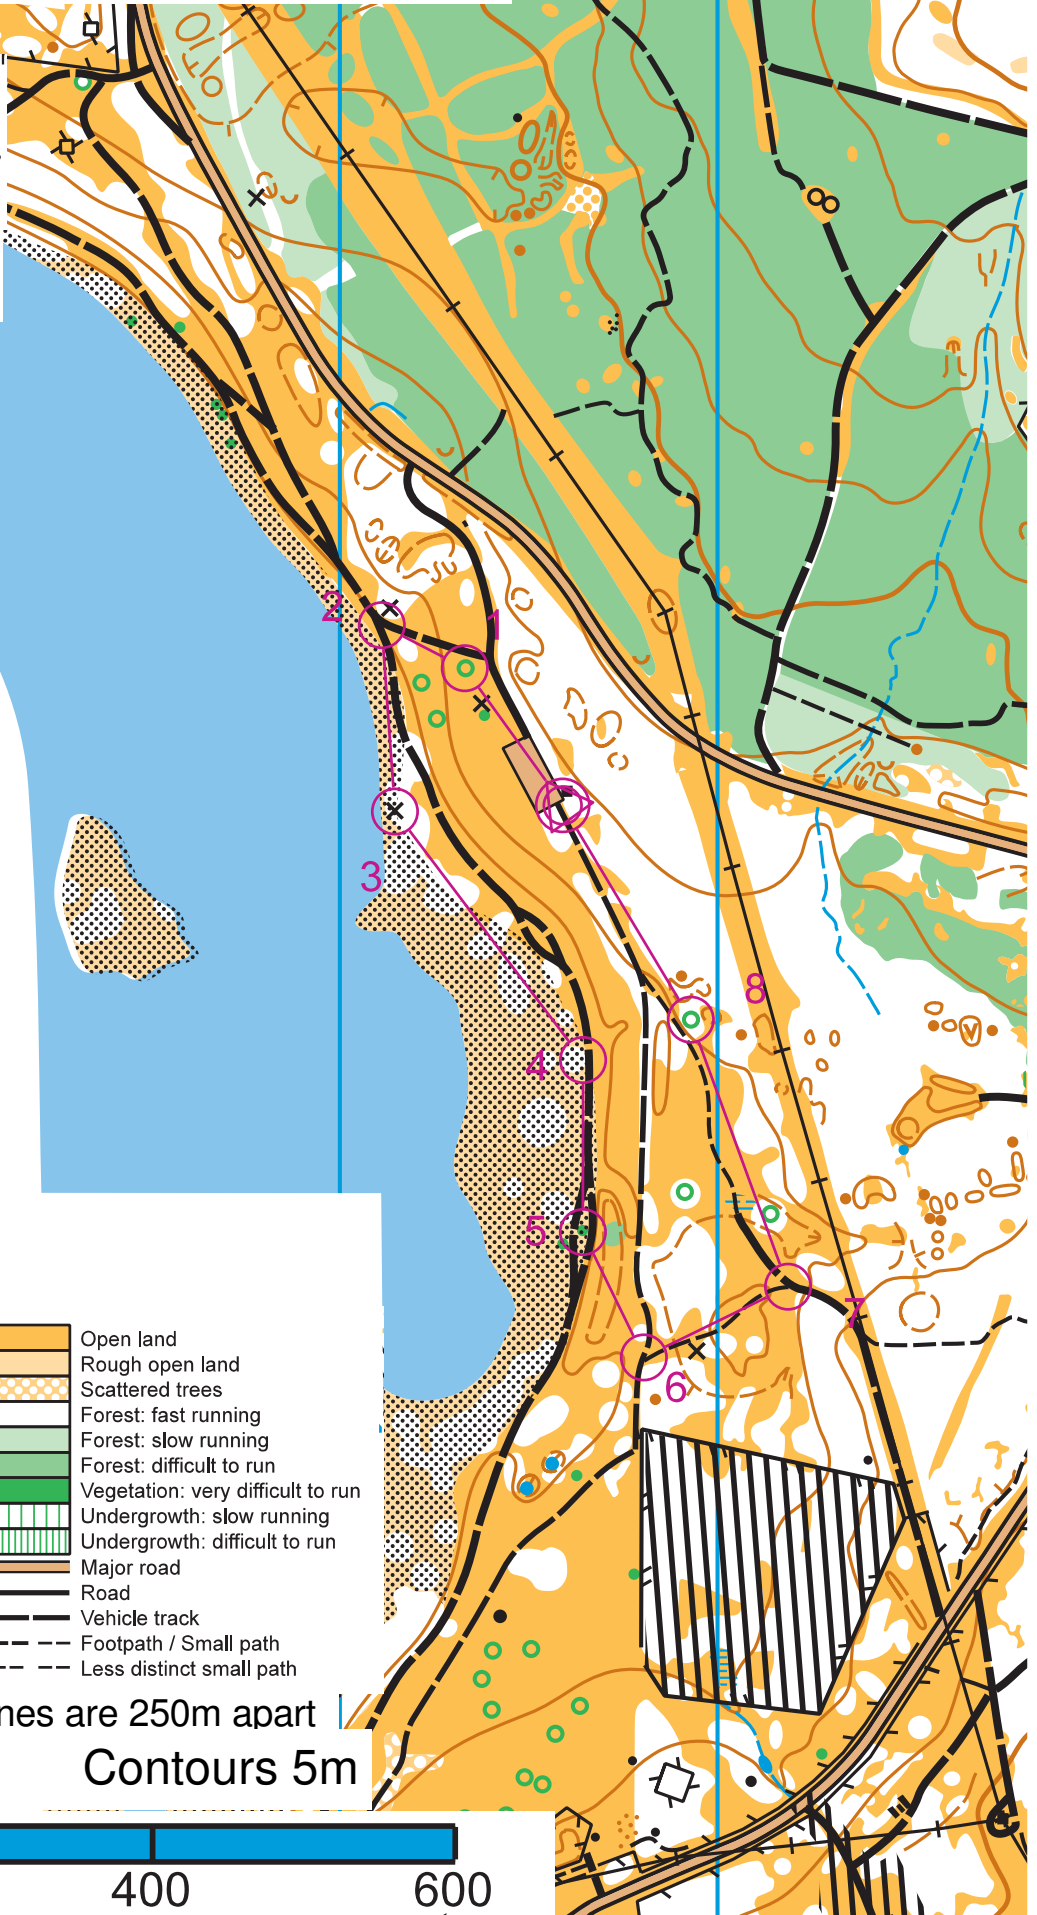 2
1
3
8
4
5
7
6
Open land
Rough open land
Scattered trees
Forest: fast running
Forest: slow running
Forest: difficult to run
Vegetation: very difficult to run
Undergrowth: slow running
Undergrowth: difficult to run
Major road
Road
Vehicle track
Footpath / Small path
Less distinct small path
nes are 250m apart
Contours 5m
400 600